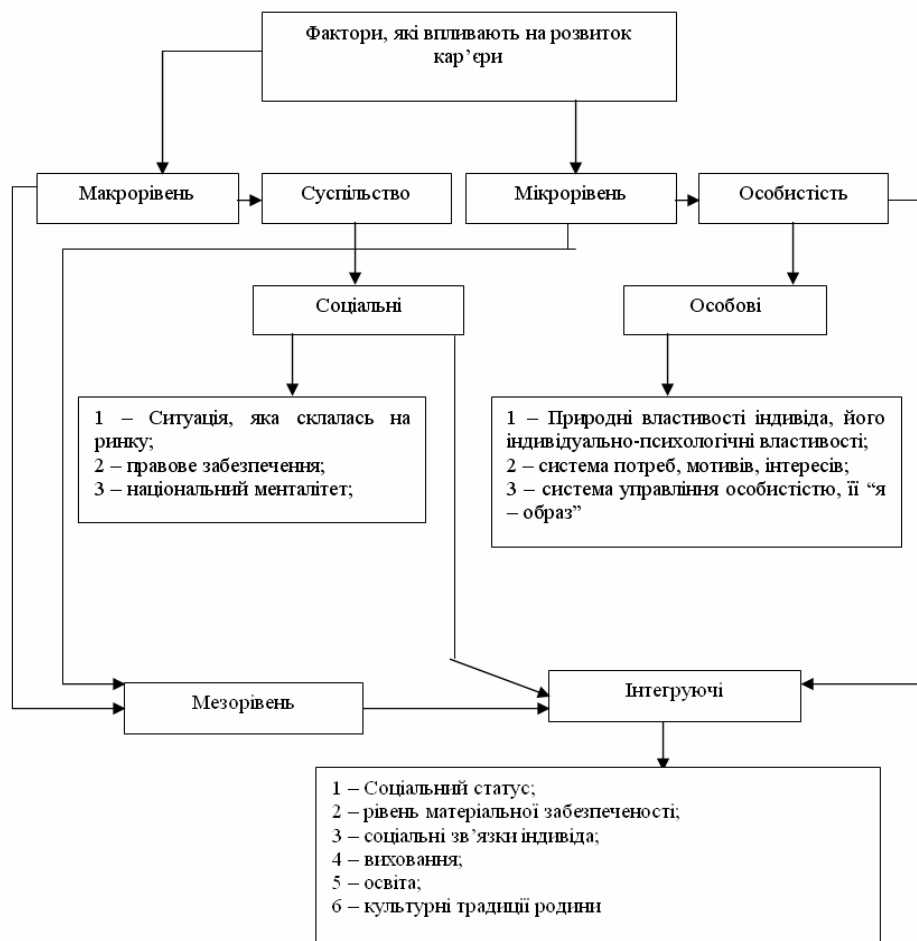 Фактори, які впливають на розвиток
кар’єри
Макрорівень
Суспільство
Мікрорівень
Особистість
Соціальні
Особові
1 – Ситуація, яка склалась на
ринку;
2 – правове забезпечення;
3 – національний менталітет;
1 – Природні властивості індивіда, його
індивідуально-психологічні властивості;
2 – система потреб, мотивів, інтересів;
3 – система управління особистістю, її “я
– образ”
Мезорівень
Інтегруючі
1 – Соціальний статус;
2 – рівень матеріальної забезпеченості;
3 – соціальні зв’язки індивіда;
4 – виховання;
5 – освіта;
6 – культурні традиції родини